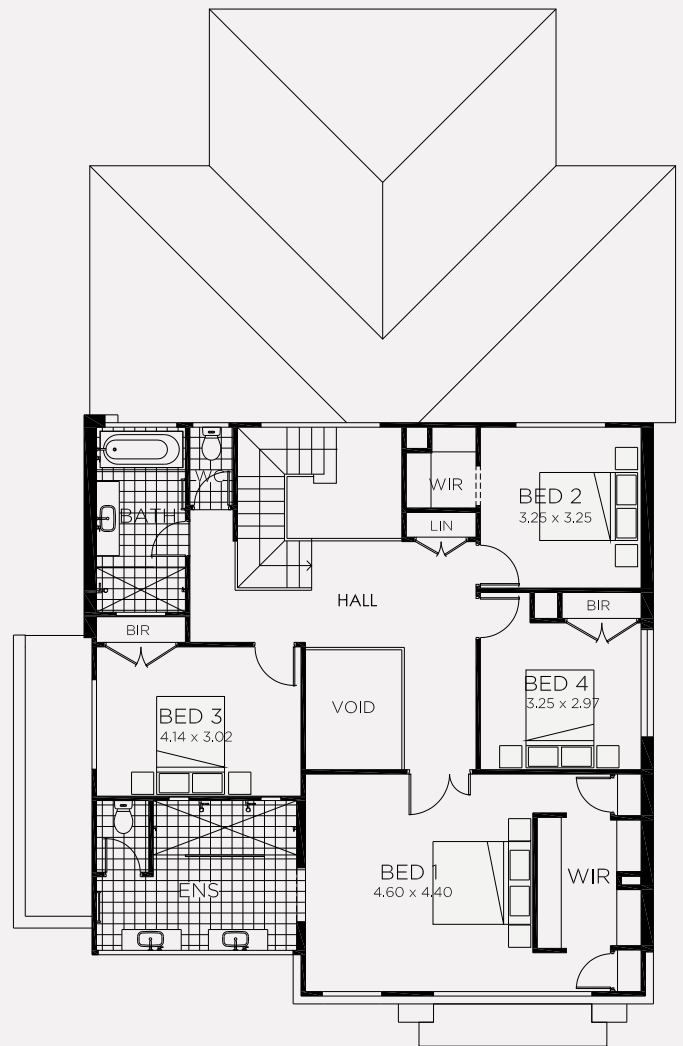 WC
WIR
BED 2
3.25 x 3.25
BATH
LIN
HALL
BIR
BIR
BED 4
3.25 x 2.97
VOID
BED 3
4.14 x 3.02
BED 1
4.60 x 4.40
WIR
ENS